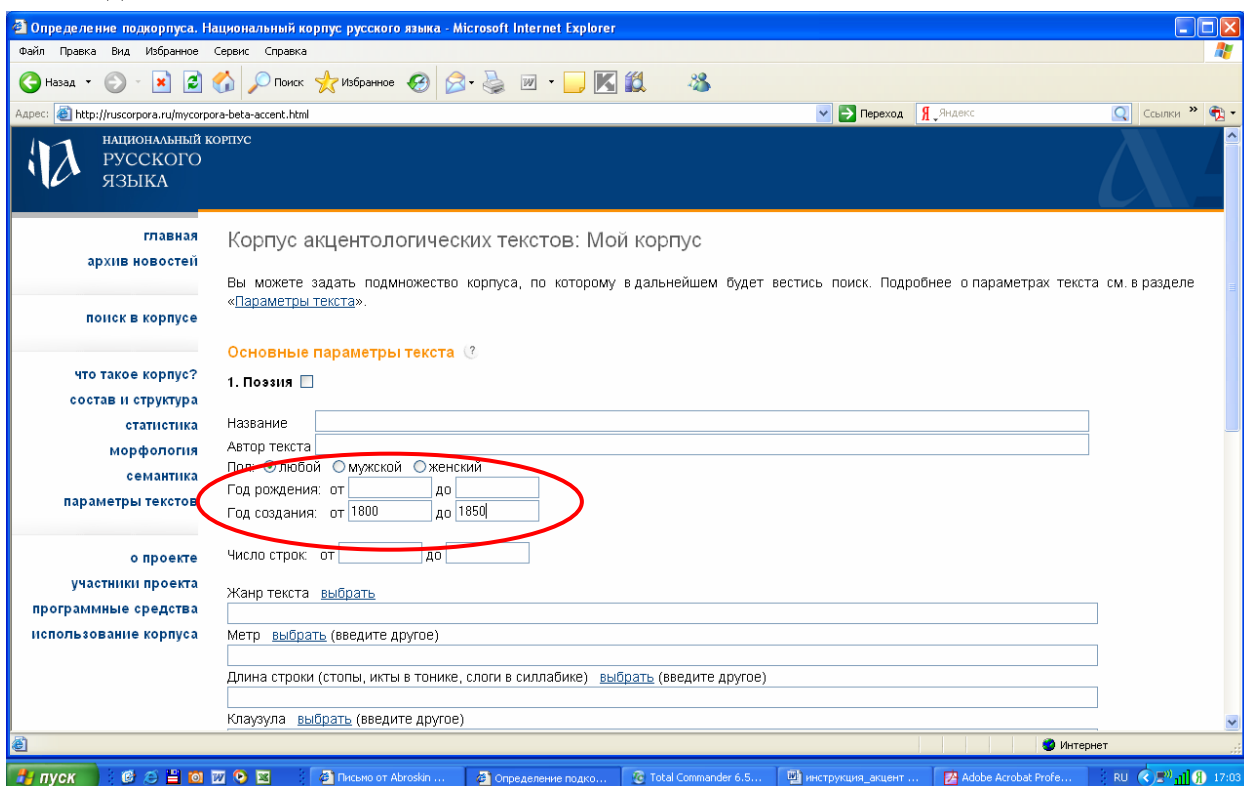 Определение подкорпуса. Национальный корпус русского языка - Microsoft Internet Explorer
Файл Правка Вид Избранное Сервис Справка
Назад Поиск Избранное
Адрес: http://ruscorpora.ru/mycorpora-beta-accent.html Переход Яндекс Ссылки
НАЦИОНАЛЬНЫЙ КОРПУС
РУССКОГО
ЯЗЫКА
главная
архив новостей
поиск в корпусе
что такое корпус?
состав и структура
статистика
морфология
семантика
параметры текстов
о проекте
участники проекта
программные средства
использование корпуса
Корпус акцентологических текстов: Мой корпус
Вы можете задать подмножество корпуса, по которому в дальнейшем будет вестись поиск. Подробнее о параметрах текста см. в разделе
«Параметры текста».
Основные параметры текста ?
1. Поэзия
Название
Автор текста
Пол: любой мужской женский
Год рождения: от до
Год создания: от 1800 до 1850
Число строк: от до
Жанр текста выбрать
Метр выбрать (введите другое)
Длина строки (стопы, икты в тонике, слоги в силлабике) выбрать (введите другое)
Клаузула выбрать (введите другое)
Интернет
пуск Письмо от Abroskin ... Определение подко... Total Commander 6.5... инструкция_акцент ... Adobe Acrobat Profe... RU 17:03